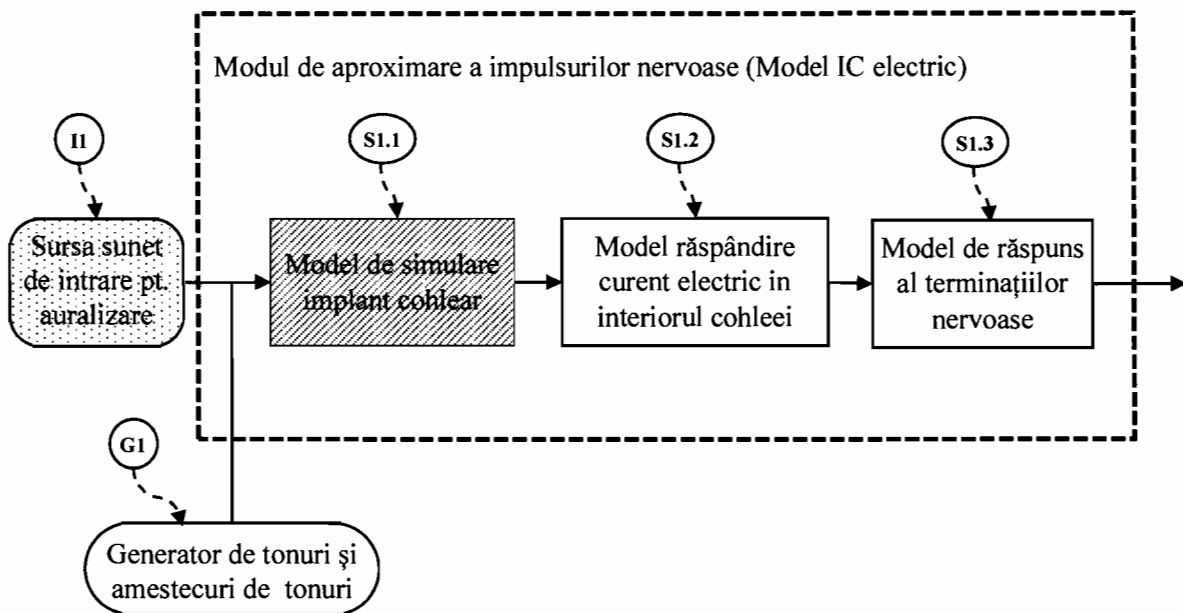 Modul de aproximare a impulsurilor nervoase (Model IC electric)
I1
S1.1
S1.2
S1.3
Sursa sunet
de intrare pt.
auralizare
Model de simulare
implant cohlear
Model răspândire
curent electric in
interiorul cohleei
Model de răspuns
al terminațiilor
nervoase
G1
Generator de tonuri și
amestecuri de tonuri